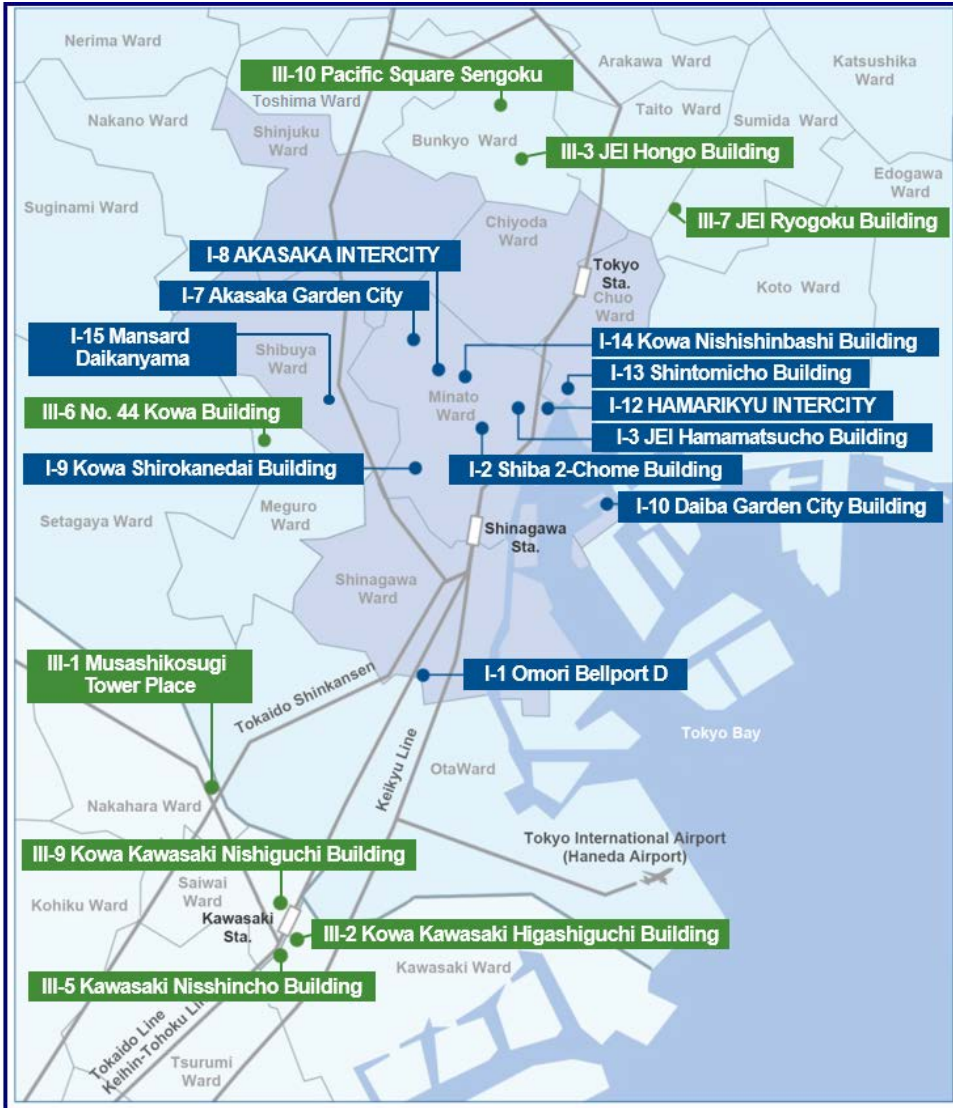 Nerima Ward
III-10 Pacific Square Sengoku
Arakawa Ward
Katsushika
Ward
Toshima Ward
Taito Ward
Nakano Ward
Shinjuku
Ward
Bunkyo Ward
Sumida Ward
III-3 JEI Hongo Building
Edogawa
Ward
Suginami Ward
Chiyoda
Ward
III-7 JEI Ryogoku Building
I-8 AKASAKA INTERCITY
Tokyo
Sta.
I-7 Akasaka Garden City
Chuo
Ward
Koto Ward
I-15 Mansard
Daikanyama
Shibuya
Ward
I-14 Kowa Nishishinbashi Building
I-13 Shintomicho Building
Minato
Ward
III-6 No. 44 Kowa Building
I-12 HAMARIKYU INTERCITY
I-3 JEI Hamamatsucho Building
I-9 Kowa Shirokanedai Building
I-2 Shiba 2-Chome Building
Meguro
Ward
I-10 Daiba Garden City Building
Setagaya Ward
Shinagawa
Sta.
Shinagawa
Ward
III-1 Musashikosugi
Tower Place
I-1 Omori Bellport D
Tokaido Shinkansen
Tokyo Bay
Keikyu Line
OtaWard
Nakahara Ward
Tokyo International Airport
(Haneda Airport)
III-9 Kowa Kawasaki Nishiguchi Building
Saiwai
Ward
Kohiku Ward
Kawasaki
Sta.
III-2 Kowa Kawasaki Higashiguchi Building
Kawasaki Ward
III-5 Kawasaki Nisshincho Building
Tokaido Line
Keihin-Tohoku
Tsurumi
Ward